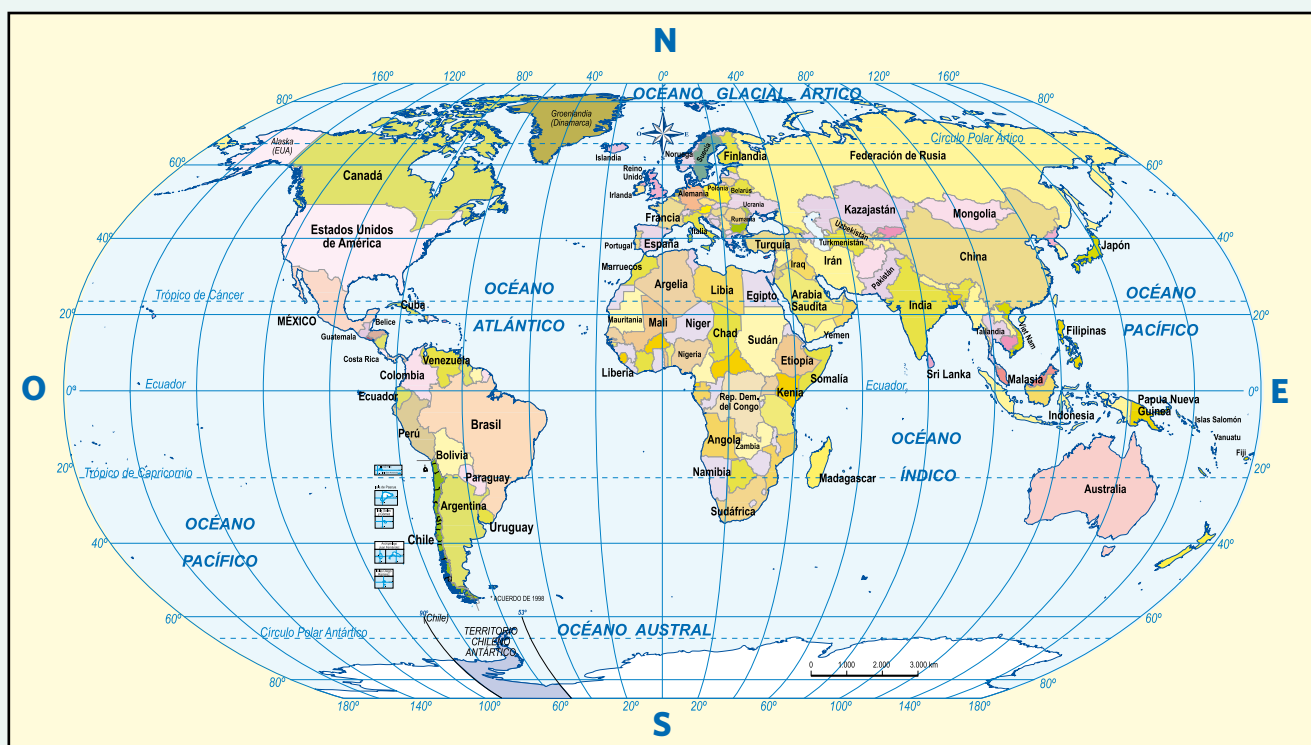 N
160º 120º 80º 40º 0º 40º 80º 120º 160º
80º
OCÉANO GLACIAL ÁRTICO
80º
Groenlandia
(Dinamarca)
N
O
E
Círculo Polar Ártico
Alaska
(EUA)
Islandia
Noruega
Suecia
Finlandia
Federación de Rusia
60º
60º
Canadá
Reino
Unido
Irlanda
Alemania
Polonia
Belarús
Ucrania
Kazajastán
Mongolia
Estados Unidos
de América
Francia
Rumania
Italia
Uzbekistán
Turkmenistán
40º
Portugal
España
Turquía
China
Japón
40º
Marruecos
Iraq
Irán
Pakistán
Trópico de Cáncer
OCÉANO
ATLÁNTICO
Argelia
Libia
Egipto
Arabia
Saudita
India
OCÉANO
PACÍFICO
Cuba
20º
MÉXICO
Belice
Guatemala
Mauritania
Mali
Niger
Chad
Sudán
Yemen
Tailandia
Viet Nam
Filipinas
20º
Costa Rica
Venezuela
Colombia
Liberia
Nigeria
Etiopia
Somalía
Sri Lanka
Malasia
O
0º
Ecuador
Ecuador
Rep. Dem.
del Congo
Kenia
Ecuador
Indonesia
Papua Nueva
Guinea
0º
E
Islas Salomón
Perú
Brasil
Angola
Zambia
OCÉANO
ÍNDICO
Vanuatu
Fiji
Bolivia
20º
Trópico de Capricornio
Paraguay
Namibia
Madagascar
20º
Argentina
Australia
Sudáfrica
OCÉANO
PACÍFICO
Uruguay
Chile
40º
40º
ACUERDO DE 1998
60º
90º
(Chile)
53º
60º
Círculo Polar Antártico
TERRITORIO
CHILENO
ANTÁRTICO
OCÉANO AUSTRAL
0 1.000 2.000 3.000 km
80º
80º
180º 140º 100º 60º 20º 20º 60º 100º 140º 180º
S